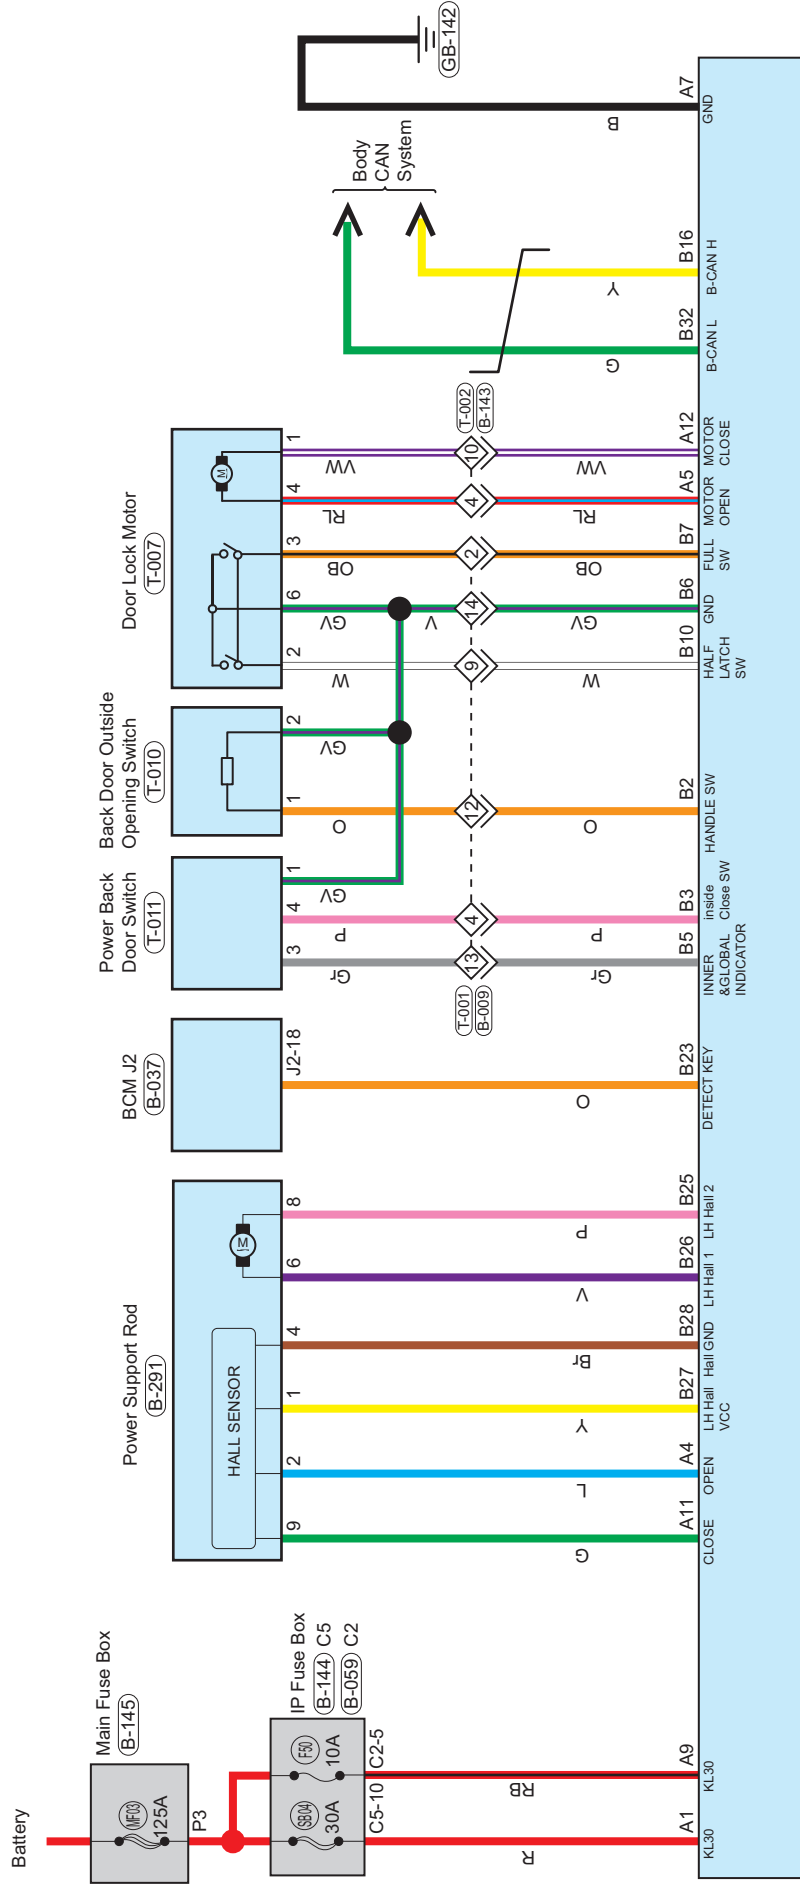 Battery
Main Fuse Box
B-145
MF03
125A
P3
IP Fuse Box
B-144 C5
B-059 C2
SB04
30A
F50
10A
C5-10
C2-5
R
RB
A1
A9
KL30
KL30
Power Support Rod
B-291
HALL SENSOR
M
9
2
1
4
6
8
G
L
Y
Br
V
P
A11
A4
B27
B28
B26
B25
CLOSE
OPEN
LH Hall
VCC
Hall GND
LH Hall 1
LH Hall 2
BCM J2
B-037
J2-18
O
B23
DETECT KEY
Power Back
Door Switch
T-011
3
4
1
Gr
P
GV
T-001
B-009
13
4
Gr
P
B5
B3
INNER
&GLOBAL
INDICATOR
inside
Close SW
Back Door Outside
Opening Switch
T-010
1
2
O
GV
12
O
B2
HANDLE SW
Door Lock Motor
T-007
M
2
6
3
4
1
W
GV
OB
RL
VW
V
9
14
2
4
10
T-002
B-143
W
GV
OB
RL
VW
B10
B6
B7
A5
A12
HALF
LATCH
SW
GND
FULL
SW
MOTOR
OPEN
MOTOR
CLOSE
Body
CAN
System
G
Y
B32
B16
B-CAN L
B-CAN H
GB-142
B
A7
GND